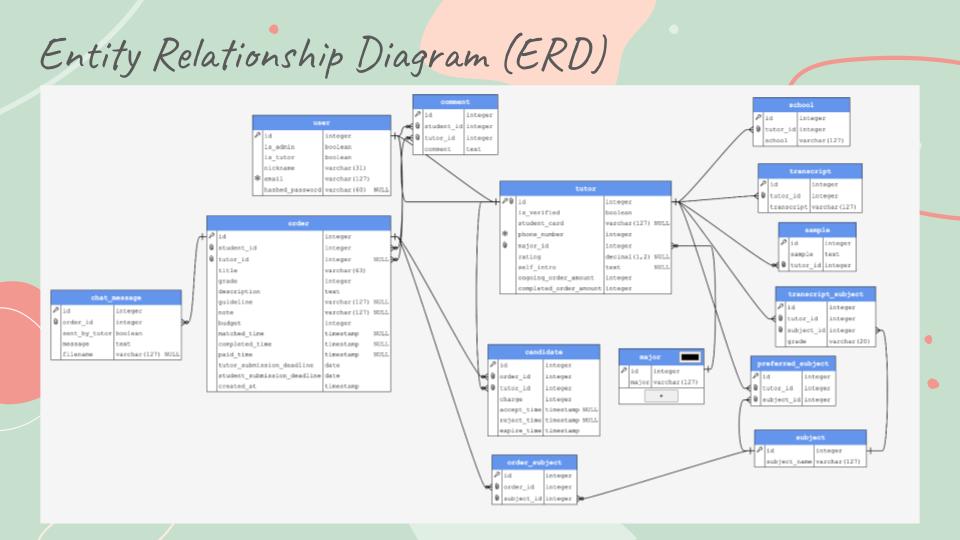 Entity Relationship Diagram (ERD)
user
id integer
is_admin boolean
is_tutor boolean
nickname varchar(31)
email varchar(127)
hashed_password varchar(60) NULL
comment
id integer
student_id integer
tutor_id integer
comment text
order
id integer
student_id integer
tutor_id integer NULL
title varchar(63)
grade integer
description text
guideline varchar(127) NULL
note varchar(127) NULL
budget integer
matched_time timestamp NULL
completed_time timestamp NULL
paid_time timestamp NULL
tutor_submission_deadline date
student_submission_deadline date
created_at timestamp
chat_message
id integer
order_id integer
sent_by_tutor boolean
message text
filename varchar(127) NULL
tutor
id integer
is_verified boolean
student_card varchar(127) NULL
phone_number integer
major_id integer
rating decimal(1,2) NULL
self_intro text NULL
ongoing_order_amount integer
completed_order_amount integer
candidate
id integer
order_id integer
tutor_id integer
charge integer
accept_time timestamp NULL
reject_time timestamp NULL
expire_time timestamp
major
id integer
major varchar(127)
+
order_subject
id integer
order_id integer
subject_id integer
school
id integer
tutor_id integer
school varchar(127)
transcript
id integer
tutor_id integer
transcript varchar(127)
sample
id integer
sample text
tutor_id integer
transcript_subject
id integer
tutor_id integer
subject_id integer
grade varchar(20)
preferred_subject
id integer
tutor_id integer
subject_id integer
subject
id integer
subject_name varchar(127)